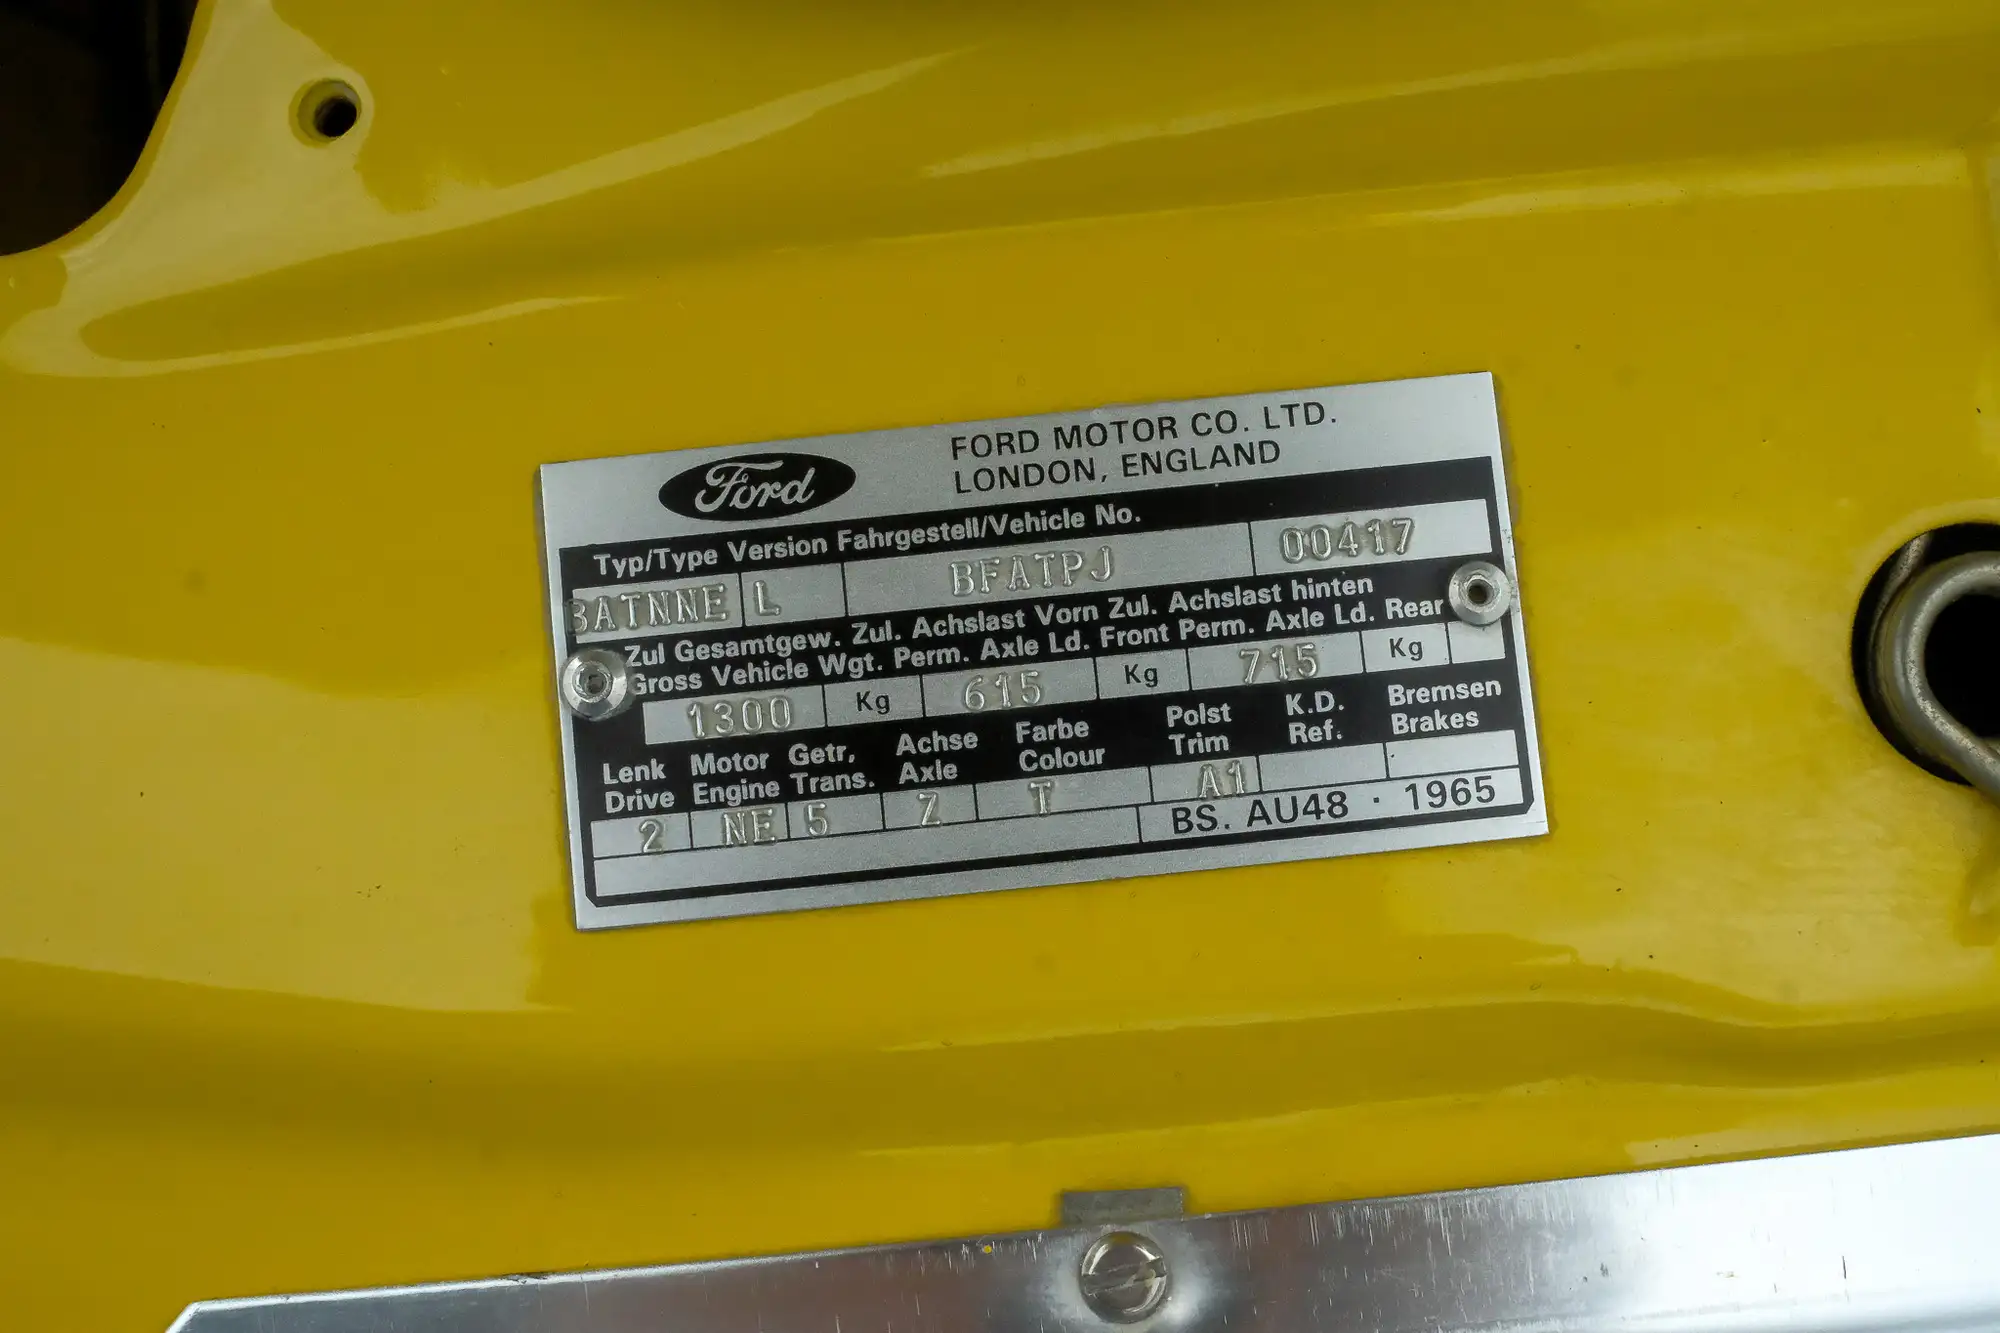 Ford
FORD MOTOR CO. LTD.
LONDON, ENGLAND
Typ/Type Version Fahrgestell/Vehicle No.
BATNNE L BFATPJ 00417
Zul Gesamtgew. Zul. Achslast Vorn Zul. Achslast hinten
Gross Vehicle Wgt. Perm. Axle Ld. Front Perm. Axle Ld. Rear
1300 Kg 615 Kg 715 Kg
Lenk Motor Getr. Achse Farbe Polst K.D. Bremsen
Drive Engine Trans. Axle Colour Trim Ref. Brakes
2 NE 5 Z T A1
BS. AU48 · 1965